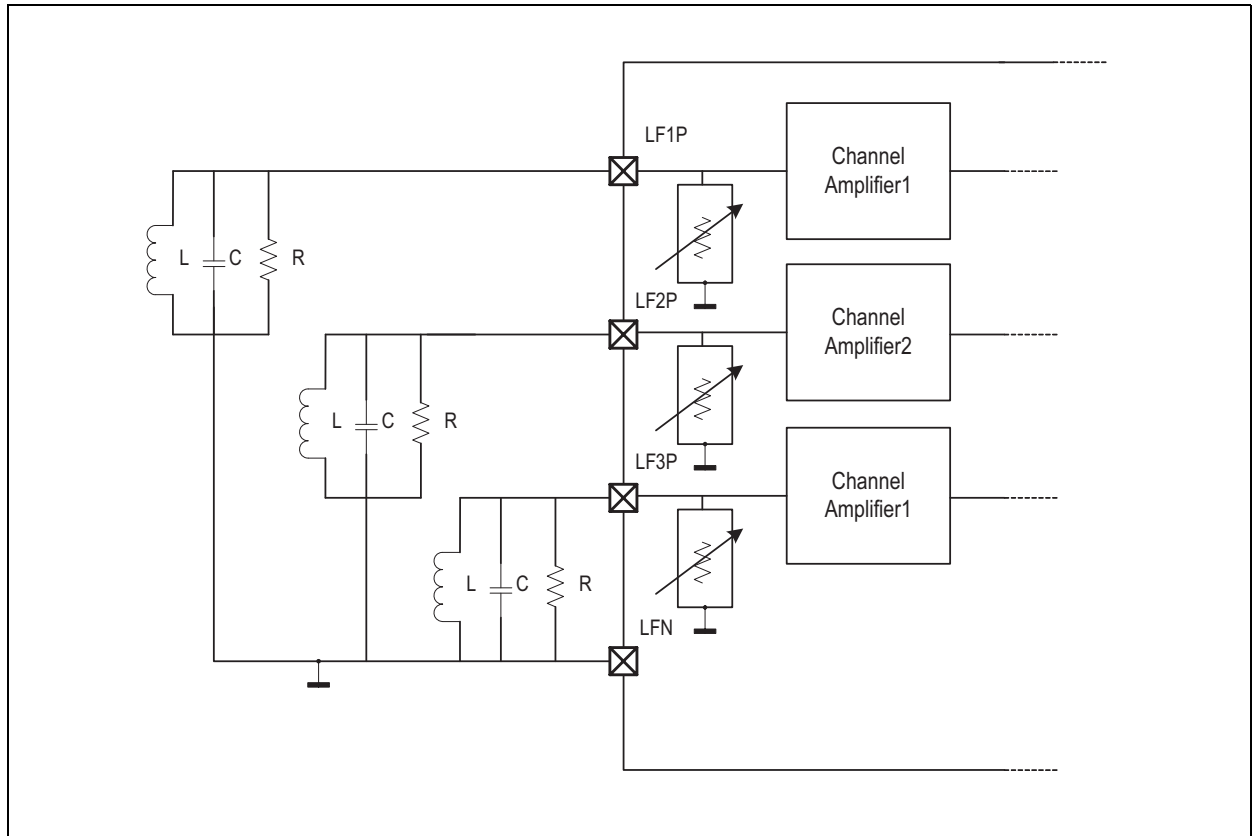 LF1P
Channel
Amplifier1
L C R
LF2P
Channel
Amplifier2
L C R
LF3P
Channel
Amplifier1
L C R
LFN